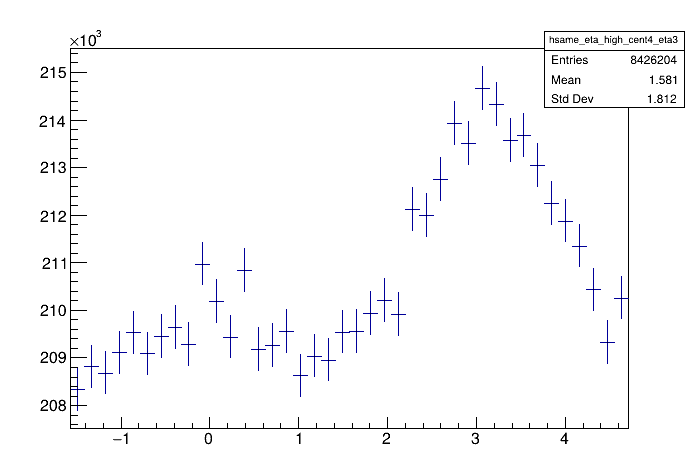 ×10³
hsame_eta_high_cent4_eta3
Entries 8426204
Mean 1.581
Std Dev 1.812
215
214
213
212
211
210
209
208
−1 0 1 2 3 4